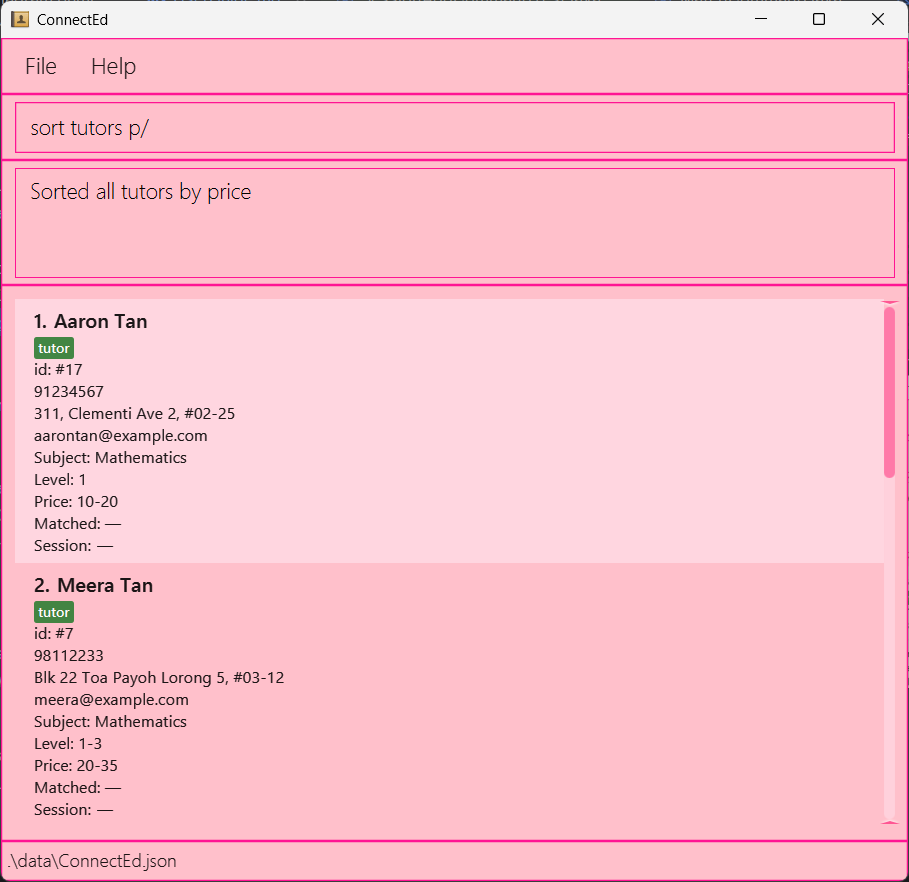 ConnectEd
File Help
sort tutors p/
Sorted all tutors by price
1. Aaron Tan
tutor
id: #17
91234567
311, Clementi Ave 2, #02-25
aarontan@example.com
Subject: Mathematics
Level: 1
Price: 10-20
Matched: —
Session: —
2. Meera Tan
tutor
id: #7
98112233
Blk 22 Toa Payoh Lorong 5, #03-12
meera@example.com
Subject: Mathematics
Level: 1-3
Price: 20-35
Matched: —
Session: —
.\data\ConnectEd.json